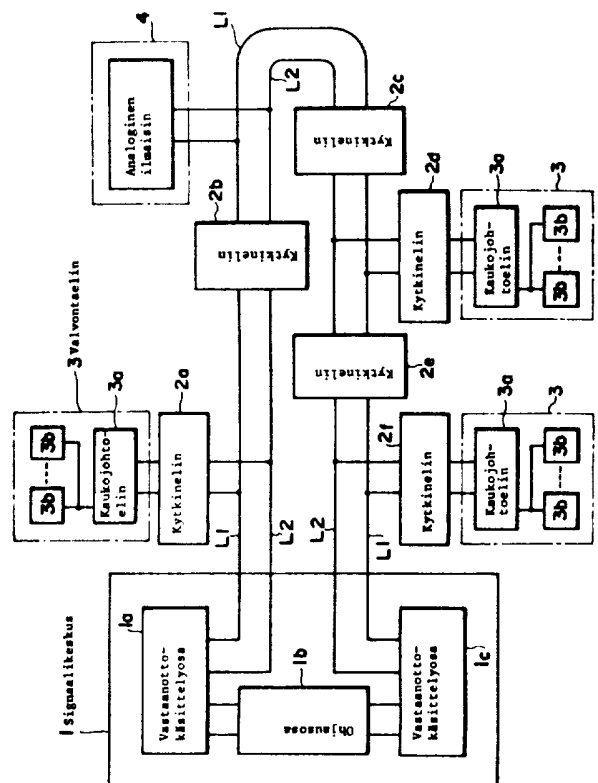 4
L1
Analoginen
ilmaisin
L2
2b
Kytkinelin
2c
Kytkinelin
2d
Kytkinelin
3a
3
Kaukojoh-
toelin
3b
3b
3 Valvontaelin
3a
3b
3b
Kaukojohto-
elin
2a
Kytkinelin
Kytkinelin
2e
2f
Kytkinelin
3a
3
Kaukojoh-
toelin
3b
3b
L1
L2
L2
L1
1 Signaalikeskus
1a
Vastaanotto-
käsittelyosa
1b
Ohjausosa
1c
Vastaanotto-
käsittelyosa